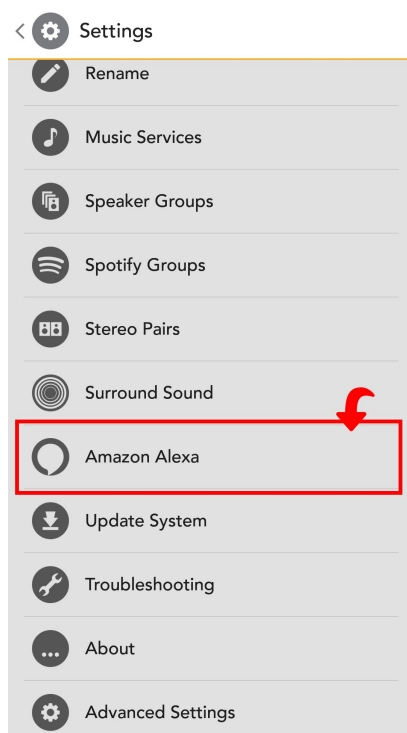 Settings
Rename
Music Services
Speaker Groups
Spotify Groups
Stereo Pairs
Surround Sound
Amazon Alexa
Update System
Troubleshooting
About
Advanced Settings